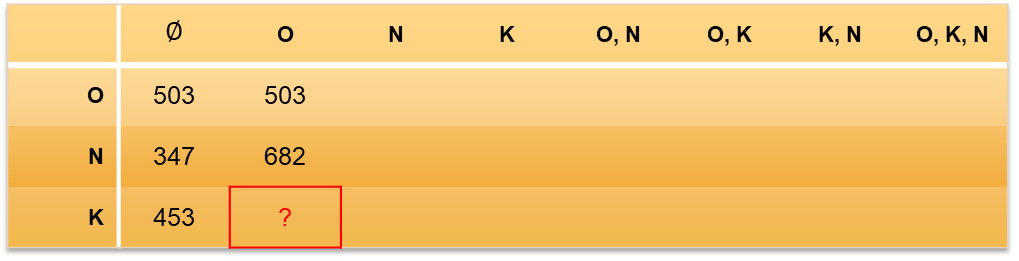 Ø O N K O, N O, K K, N O, K, N
O 503 503
N 347 682
K 453 ?